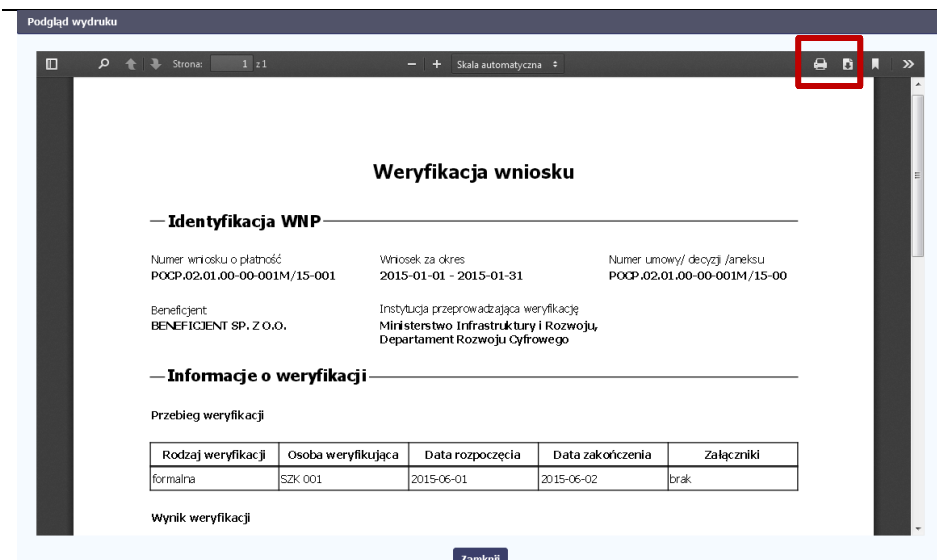 Podgląd wydruku
Strona: 1 z 1 Skala automatyczna
Weryfikacja wniosku
Identyfikacja WNP
Numer wniosku o płatność Wniosek za okres Numer umowy/ decyzji /aneksu
POCP.02.01.00-00-001M/15-001 2015-01-01 - 2015-01-31 POCP.02.01.00-00-001M/15-00
Beneficjent Instytucja przeprowadzająca weryfikację
BENEFICJENT SP. Z O.O. Ministerstwo Infrastruktury i Rozwoju,
Departament Rozwoju Cyfrowego
Informacje o weryfikacji
Przebieg weryfikacji
Rodzaj weryfikacji Osoba weryfikująca Data rozpoczęcia Data zakończenia Załączniki
formalna SZK 001 2015-06-01 2015-06-02 brak
Wynik weryfikacji
Zamknij